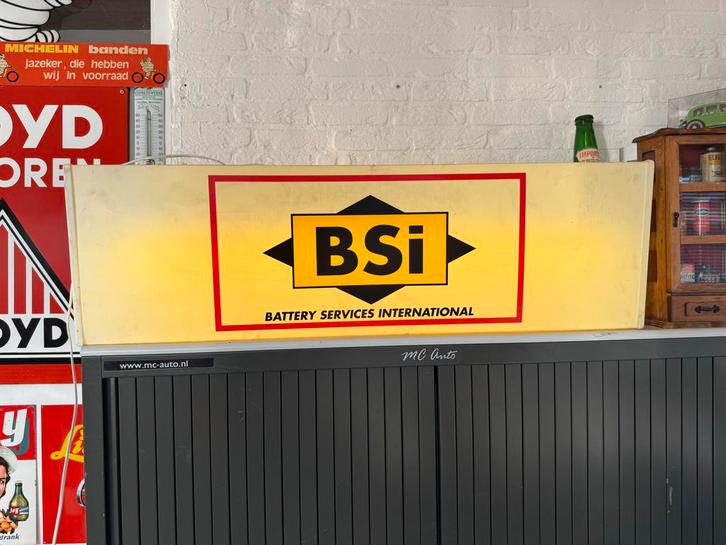 MICHELIN banden
jazeker, die hebben
wij in voorraad
OYD
OREN
OYD
BSi
BATTERY SERVICES INTERNATIONAL
www.mc-auto.nl
MC Auto
drank